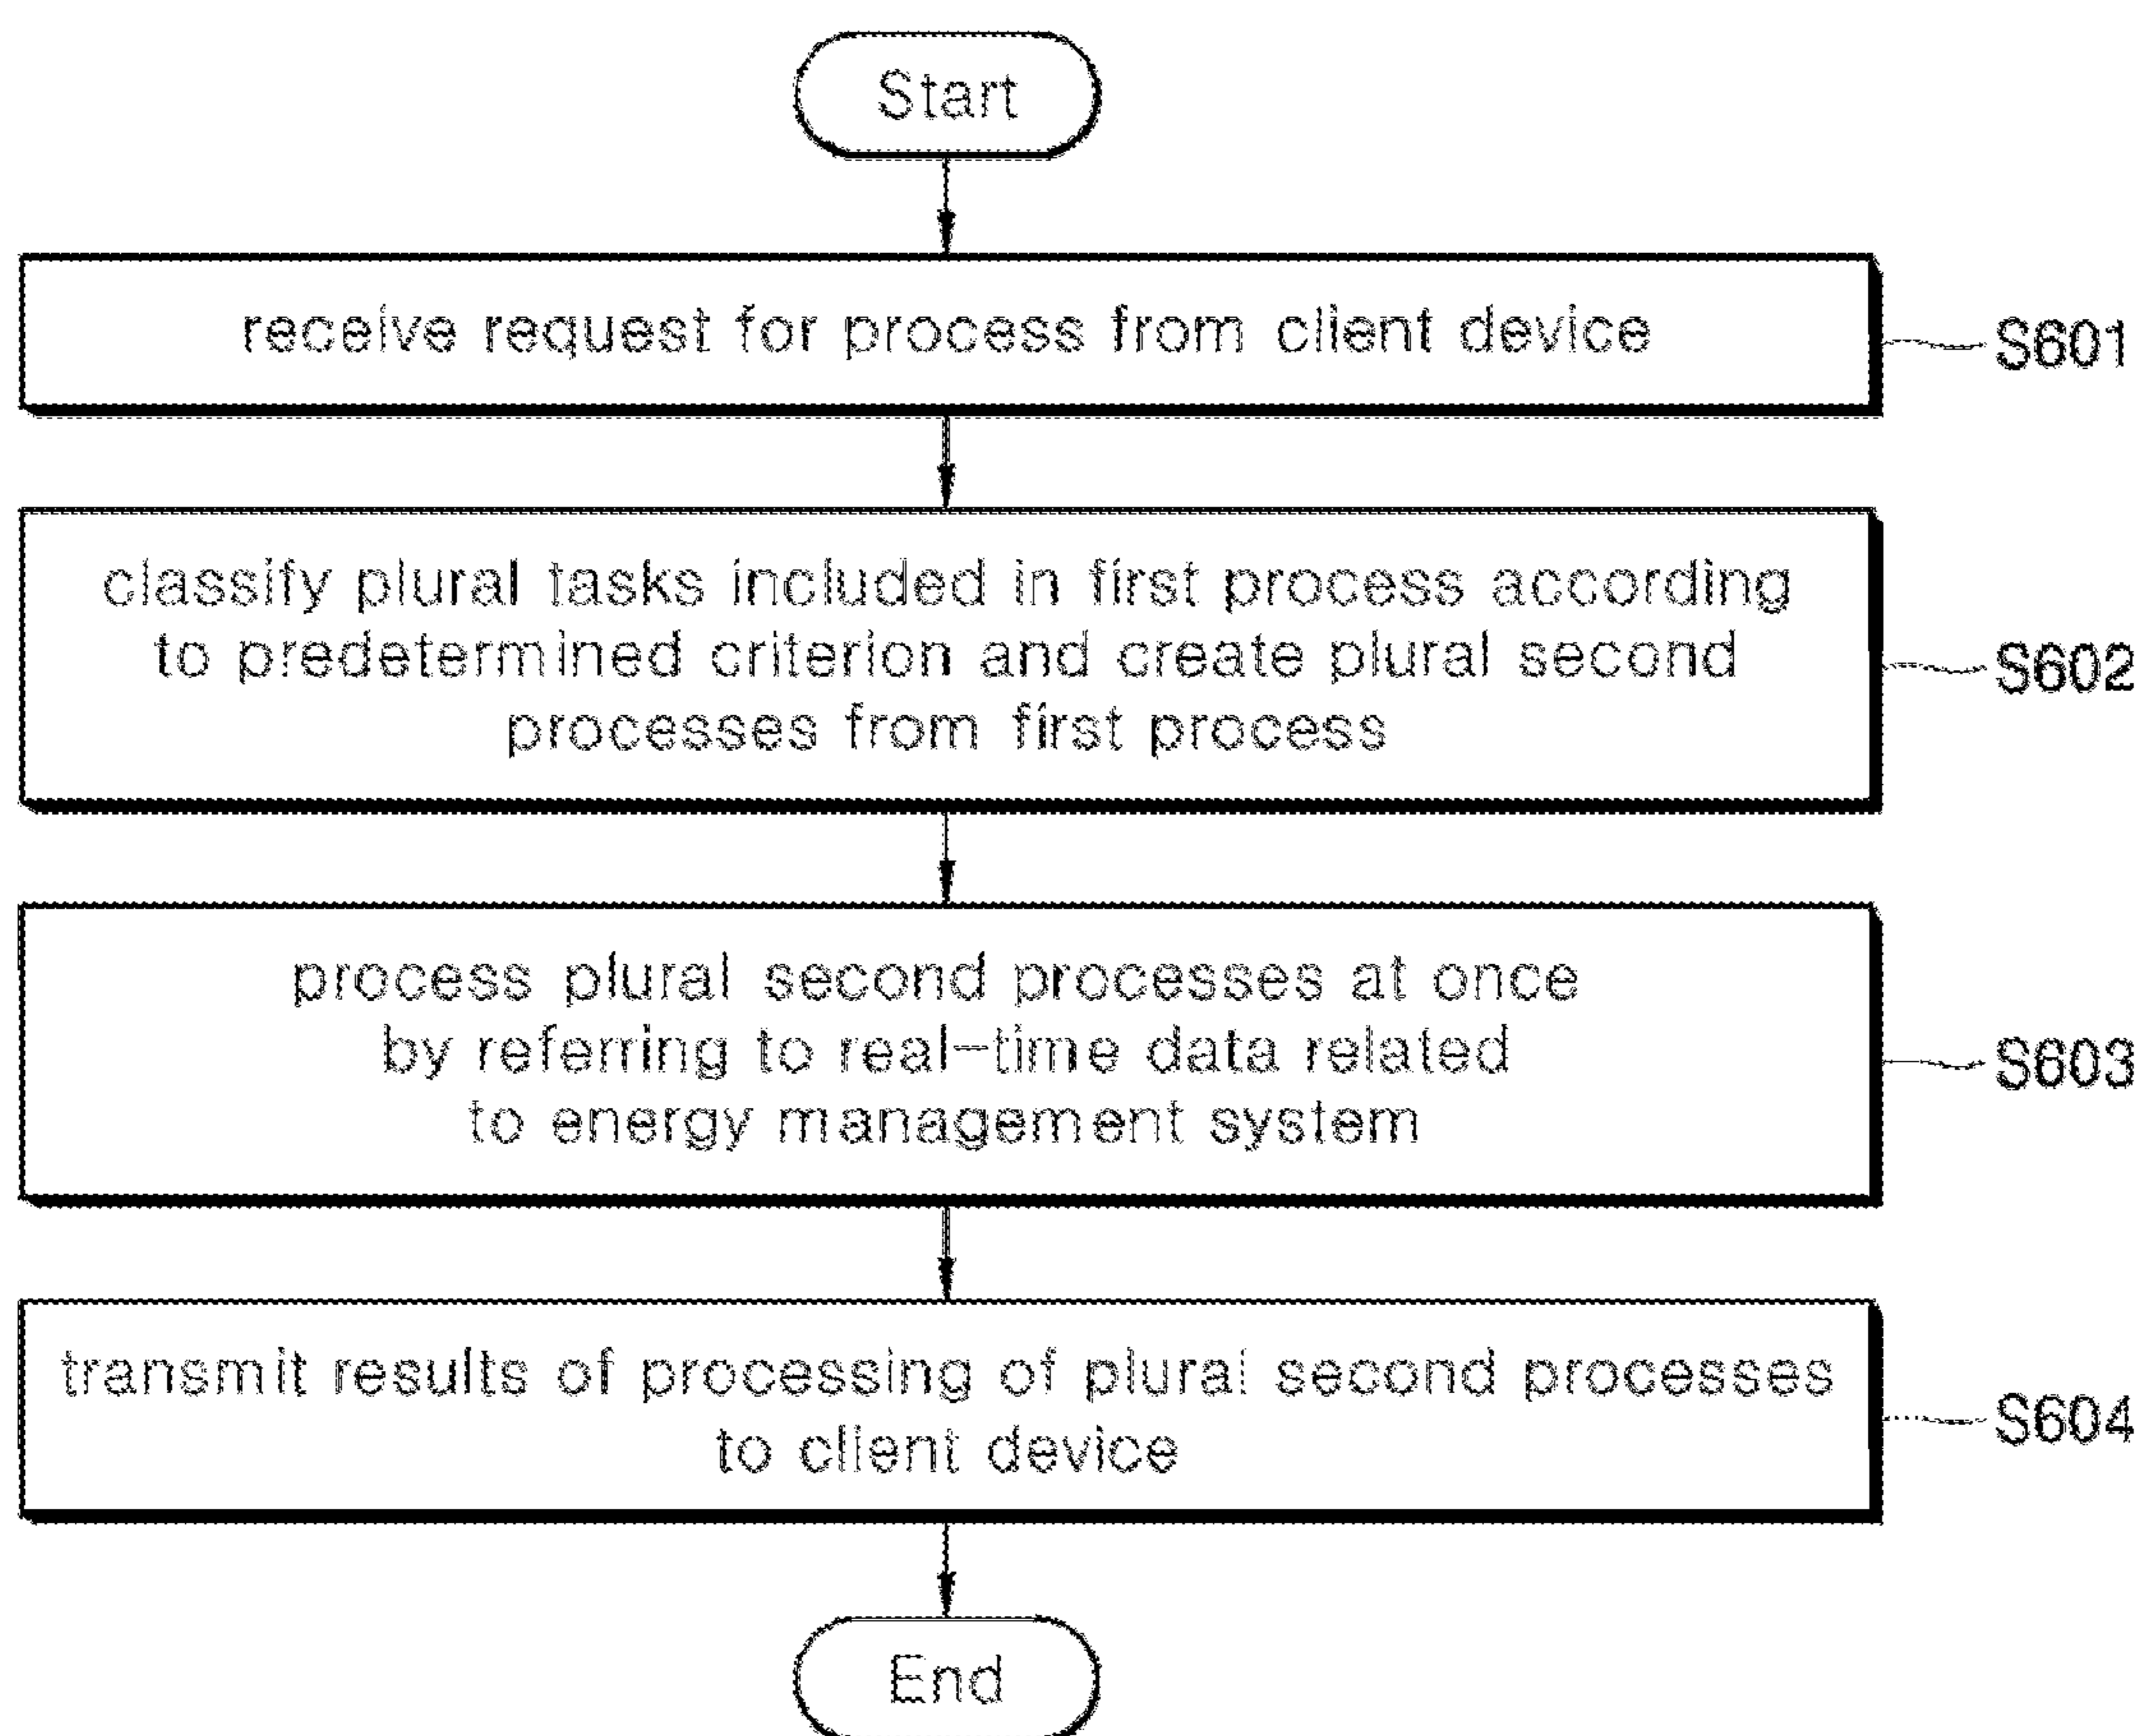 Start
receive request for process from client device
S601
classify plural tasks included in first process according
to predetermined criterion and create plural second
processes from first process
S602
process plural second processes at once
by referring to real-time data related
to energy management system
S603
transmit results of processing of plural second processes
to client device
S604
End